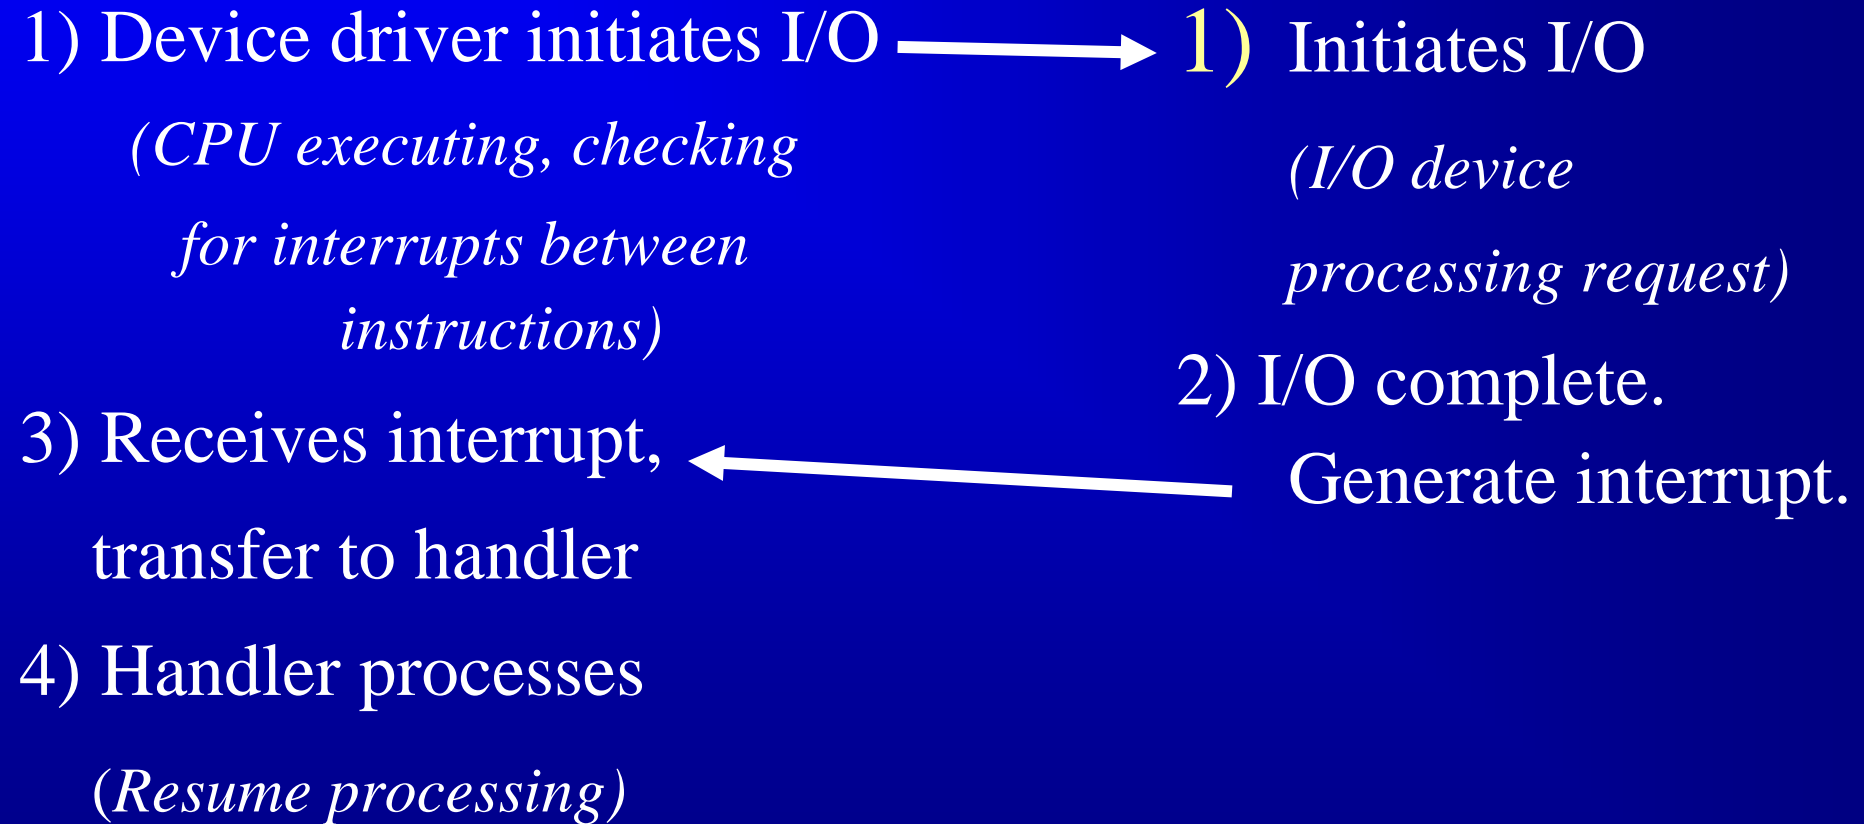 1) Device driver initiates I/O
(CPU executing, checking
for interrupts between
instructions)
3) Receives interrupt,
transfer to handler
4) Handler processes
(Resume processing)
1) Initiates I/O
(I/O device
processing request)
2) I/O complete.
Generate interrupt.